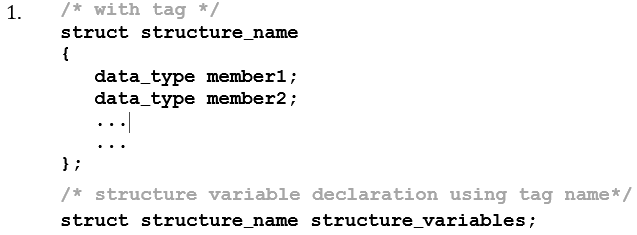 1. /* with tag */
struct structure_name
{
data_type member1;
data_type member2;
...
...
};
/* structure variable declaration using tag name*/
struct structure_name structure_variables;